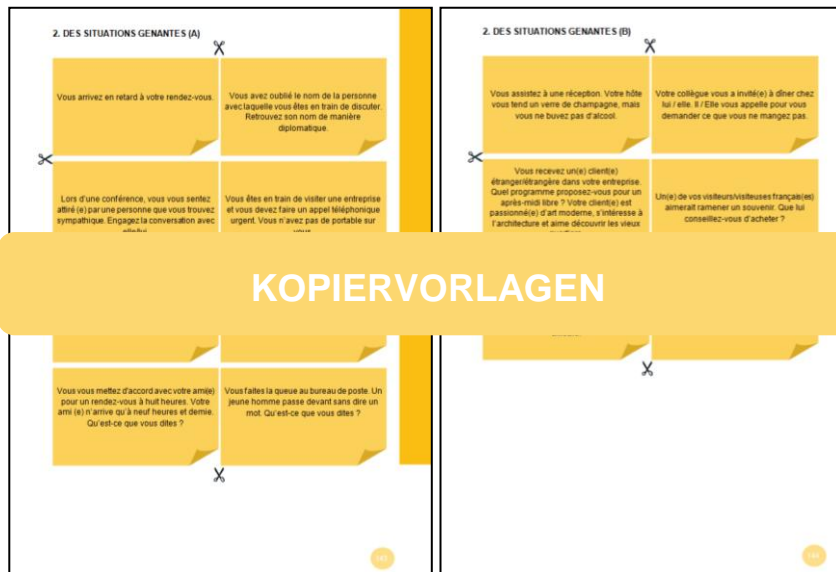 2. DES SITUATIONS GENANTES (A)
Vous arrivez en retard à votre rendez-vous.
Vous avez oublié le nom de la personne
avec laquelle vous êtes en train de discuter.
Retrouvez son nom de manière
diplomatique.
Lors d'une conférence, vous vous sentez
attiré (e) par une personne que vous trouvez
sympathique. Engagez la conversation avec
elle/lui.
Vous êtes en train de visiter une entreprise
et vous devez faire un appel téléphonique
urgent. Vous n'avez pas de portable sur
vous.
Vous vous mettez d'accord avec votre ami(e)
pour un rendez-vous à huit heures. Votre
ami (e) n'arrive qu'à neuf heures et demie.
Qu'est-ce que vous dites ?
Vous faites la queue au bureau de poste. Un
jeune homme passe devant sans dire un
mot. Qu'est-ce que vous dites ?
143
2. DES SITUATIONS GENANTES (B)
Vous assistez à une réception. Votre hôte
vous tend un verre de champagne, mais
vous ne buvez pas d'alcool.
Votre collègue vous a invité(e) à dîner chez
lui / elle. Il / Elle vous appelle pour vous
demander ce que vous ne mangez pas.
Vous recevez un(e) client(e)
étranger/étrangère dans votre entreprise.
Quel programme proposez-vous pour un
après-midi libre ? Votre client(e) est
passionné(e) d'art moderne, s'intéresse à
l'architecture et aime découvrir les vieux
Un(e) de vos visiteurs/visiteuses français(es)
aimerait ramener un souvenir. Que lui
conseillez-vous d'acheter ?
144
KOPIERVORLAGEN